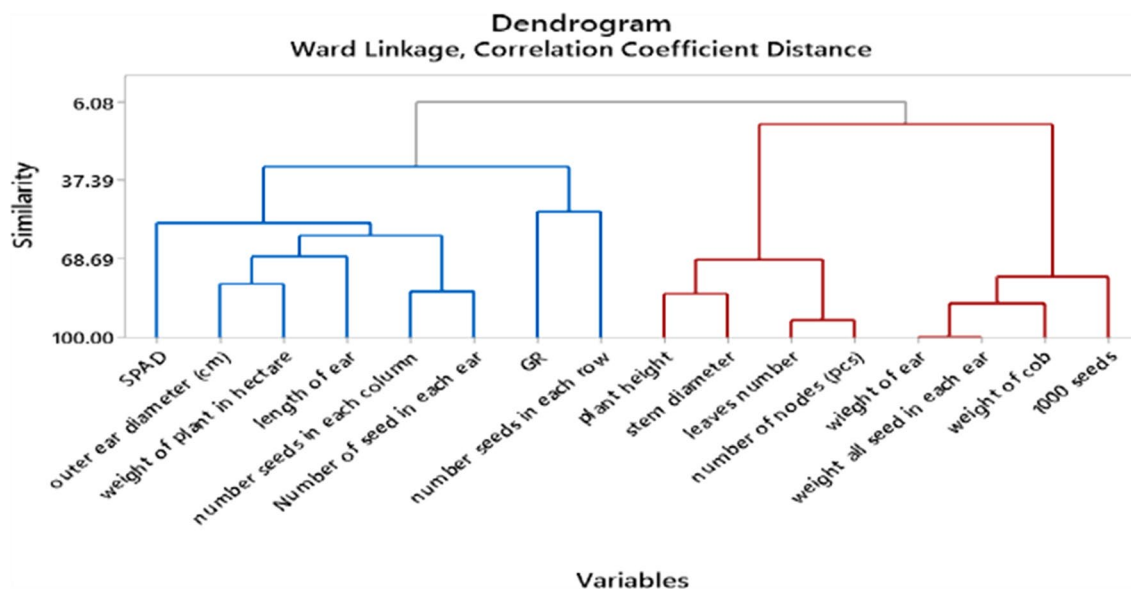 Dendrogram
Ward Linkage, Correlation Coefficient Distance
Similarity
6.08
37.39
68.69
100.00
SPAD
outer ear diameter (cm)
weight of plant in hectare
length of ear
number seeds in each column
Number of seed in each ear
GR
number seeds in each row
plant height
stem diameter
leaves number
number of nodes (pcs)
wieght of ear
weight all seed in each ear
weight of cob
1000 seeds
Variables